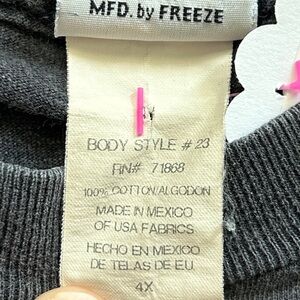 MFD. by FREEZE
BODY STYLE # 23
RN# 71868
100% COTTON/ALGODON
MADE IN MEXICO
OF USA FABRICS
HECHO EN MEXICO
DE TELAS DE EU
4X